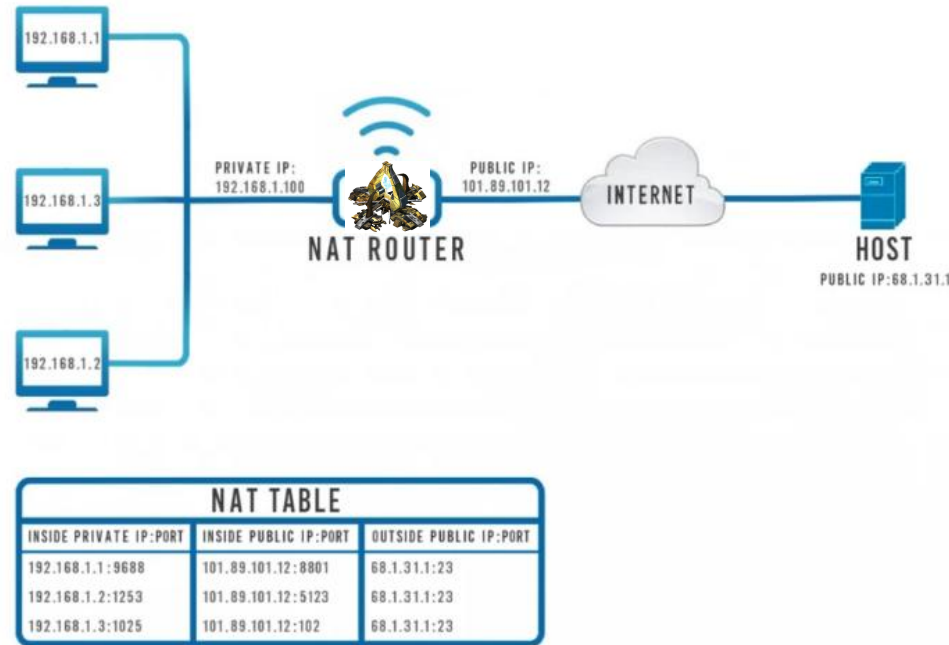 192.168.1.1
192.168.1.3
192.168.1.2
PRIVATE IP:
192.168.1.100
NAT ROUTER
PUBLIC IP:
101.89.101.12
INTERNET
HOST
PUBLIC IP:68.1.31.1
NAT TABLE
INSIDE PRIVATE IP:PORT INSIDE PUBLIC IP:PORT OUTSIDE PUBLIC IP:PORT
192.168.1.1:9688 101.89.101.12:8801 68.1.31.1:23
192.168.1.2:1253 101.89.101.12:5123 68.1.31.1:23
192.168.1.3:1025 101.89.101.12:102 68.1.31.1:23